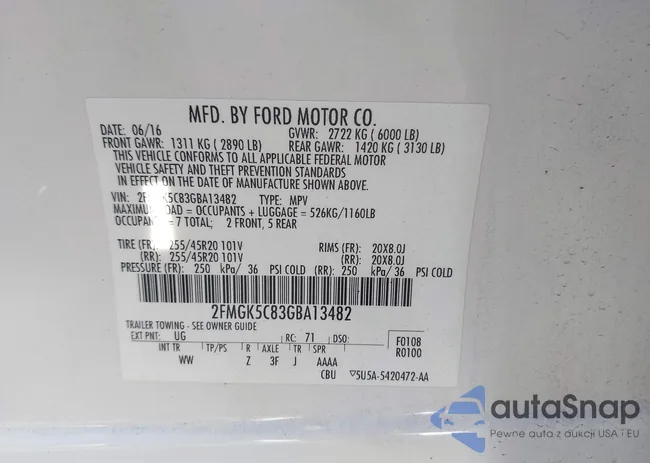 MFD. BY FORD MOTOR CO.
DATE: 06/16 GVWR: 2722 KG ( 6000 LB)
FRONT GAWR: 1311 KG ( 2890 LB) REAR GAWR: 1420 KG ( 3130 LB)
THIS VEHICLE CONFORMS TO ALL APPLICABLE FEDERAL MOTOR
VEHICLE SAFETY AND THEFT PREVENTION STANDARDS
IN EFFECT ON THE DATE OF MANUFACTURE SHOWN ABOVE.
VIN: 2FMGK5C83GBA13482 TYPE: MPV
MAXIMUM LOAD = OCCUPANTS + LUGGAGE = 526KG/1160LB
OCCUPANTS = 7 TOTAL; 2 FRONT, 5 REAR
TIRE (FR): 255/45R20 101V RIMS (FR): 20X8.0J
(RR): 255/45R20 101V (RR): 20X8.0J
PRESSURE (FR): 250 kPa/ 36 PSI COLD (RR): 250 kPa/ 36 PSI COLD
2FMGK5C83GBA13482
TRAILER TOWING - SEE OWNER GUIDE
EXT PNT: UG RC: 71 DSO: F0108
R0100
INT TR TP/PS R AXLE TR SPR
WW Z 3F J AAAA
CBU ▽5U5A-5420472-AA
autaSnap
Pewne auta z aukcji USA i EU